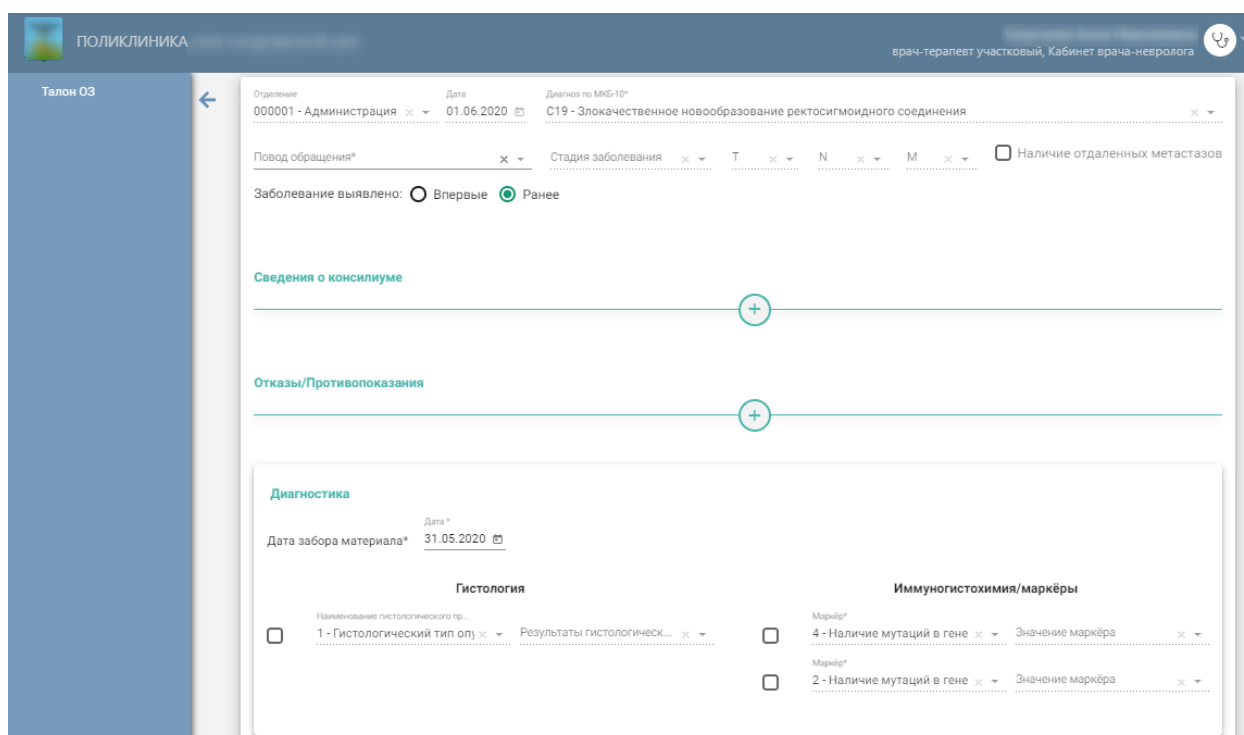 ПОЛИКЛИНИКА
врач-терапевт участковый, Кабинет врача-невролога
Талон ОЗ
Отделение Дата Диагноз по МКБ-10*
000001 - Администрация 01.06.2020 C19 - Злокачественное новообразование ректосигмоидного соединения
Повод обращения* Стадия заболевания T N M Наличие отдаленных метастазов
Заболевание выявлено: Впервые Ранее
Сведения о консилиуме
Отказы/Противопоказания
Диагностика
Дата *
Дата забора материала* 31.05.2020
Гистология Иммуногистохимия/маркёры
Наименование гистологического пр... Маркёр*
1 - Гистологический тип опу Результаты гистологическ... 4 - Наличие мутаций в гене Значение маркёра
Маркёр*
2 - Наличие мутаций в гене Значение маркёра